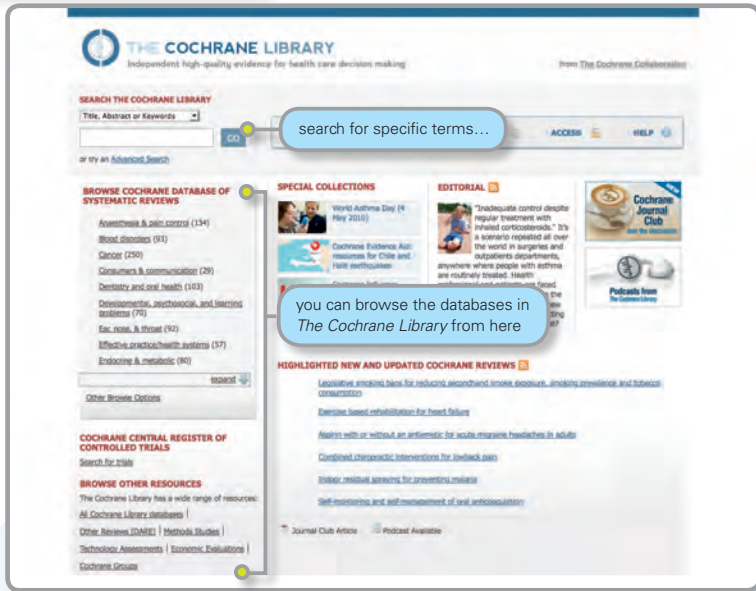 THE COCHRANE LIBRARY
Independent high-quality evidence for health care decision making
from The Cochrane Collaboration
SEARCH THE COCHRANE LIBRARY
Title, Abstract or Keywords
GO
or try an Advanced Search
search for specific terms…
ACCESS
HELP
BROWSE COCHRANE DATABASE OF
SYSTEMATIC REVIEWS
Anaesthesia & pain control (134)
Blood disorders (93)
Cancer (250)
Consumers & communication (29)
Dentistry and oral health (103)
Developmental, psychosocial, and learning
problems (70)
Ear, nose, & throat (92)
Effective practice/health systems (57)
Endocrine & metabolic (80)
expand
Other Browse Options
COCHRANE CENTRAL REGISTER OF
CONTROLLED TRIALS
Search for trials
BROWSE OTHER RESOURCES
The Cochrane Library has a wide range of resources:
All Cochrane Library databases |
Other Reviews [DARE] | Methods Studies |
Technology Assessments | Economic Evaluations |
Cochrane Groups
SPECIAL COLLECTIONS
World Asthma Day (4
May 2010)
Cochrane Evidence Aid:
resources for Chile and
Haiti earthquakes
you can browse the databases in
The Cochrane Library from here
EDITORIAL
"Inadequate control despite
regular treatment with
inhaled corticosteroids." It's
a scenario repeated all over
the world in surgeries and
outpatients departments,
anywhere where people with asthma
are routinely treated. Health
faced
the
HIGHLIGHTED NEW AND UPDATED COCHRANE REVIEWS
Legislative smoking bans for reducing secondhand smoke exposure, smoking prevalence and tobacco
consumption
Exercise based rehabilitation for heart failure
Aspirin with or without an antiemetic for acute migraine headaches in adults
Combined chiropractic interventions for lowback pain
Indoor residual spraying for preventing malaria
Self-monitoring and self-management of oral anticoagulation
Journal Club Article
Podcast Available
NEW
Cochrane
Journal
Club
Join the discussion
Podcasts from
The Cochrane Library